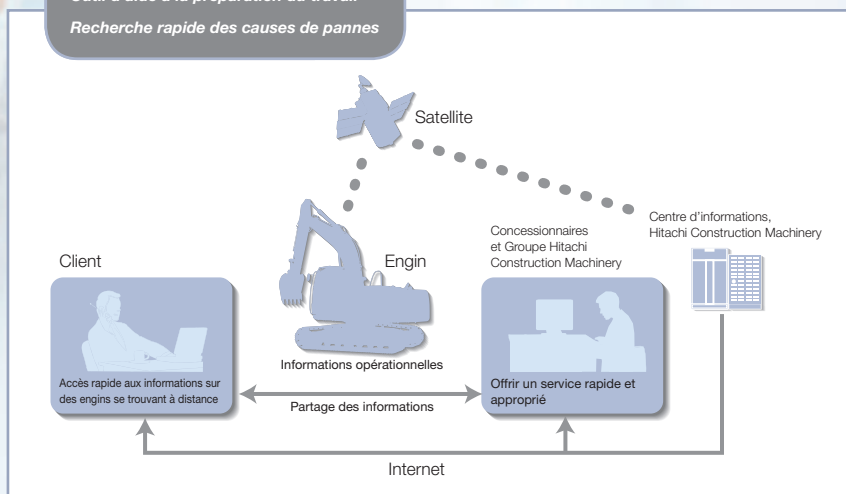 Recherche rapide des causes de pannes
Satellite
Centre d'informations,
Hitachi Construction Machinery
Concessionnaires
et Groupe Hitachi
Construction Machinery
Client
Engin
Informations opérationnelles
Accès rapide aux informations sur
des engins se trouvant à distance
Offrir un service rapide et
approprié
Partage des informations
Internet